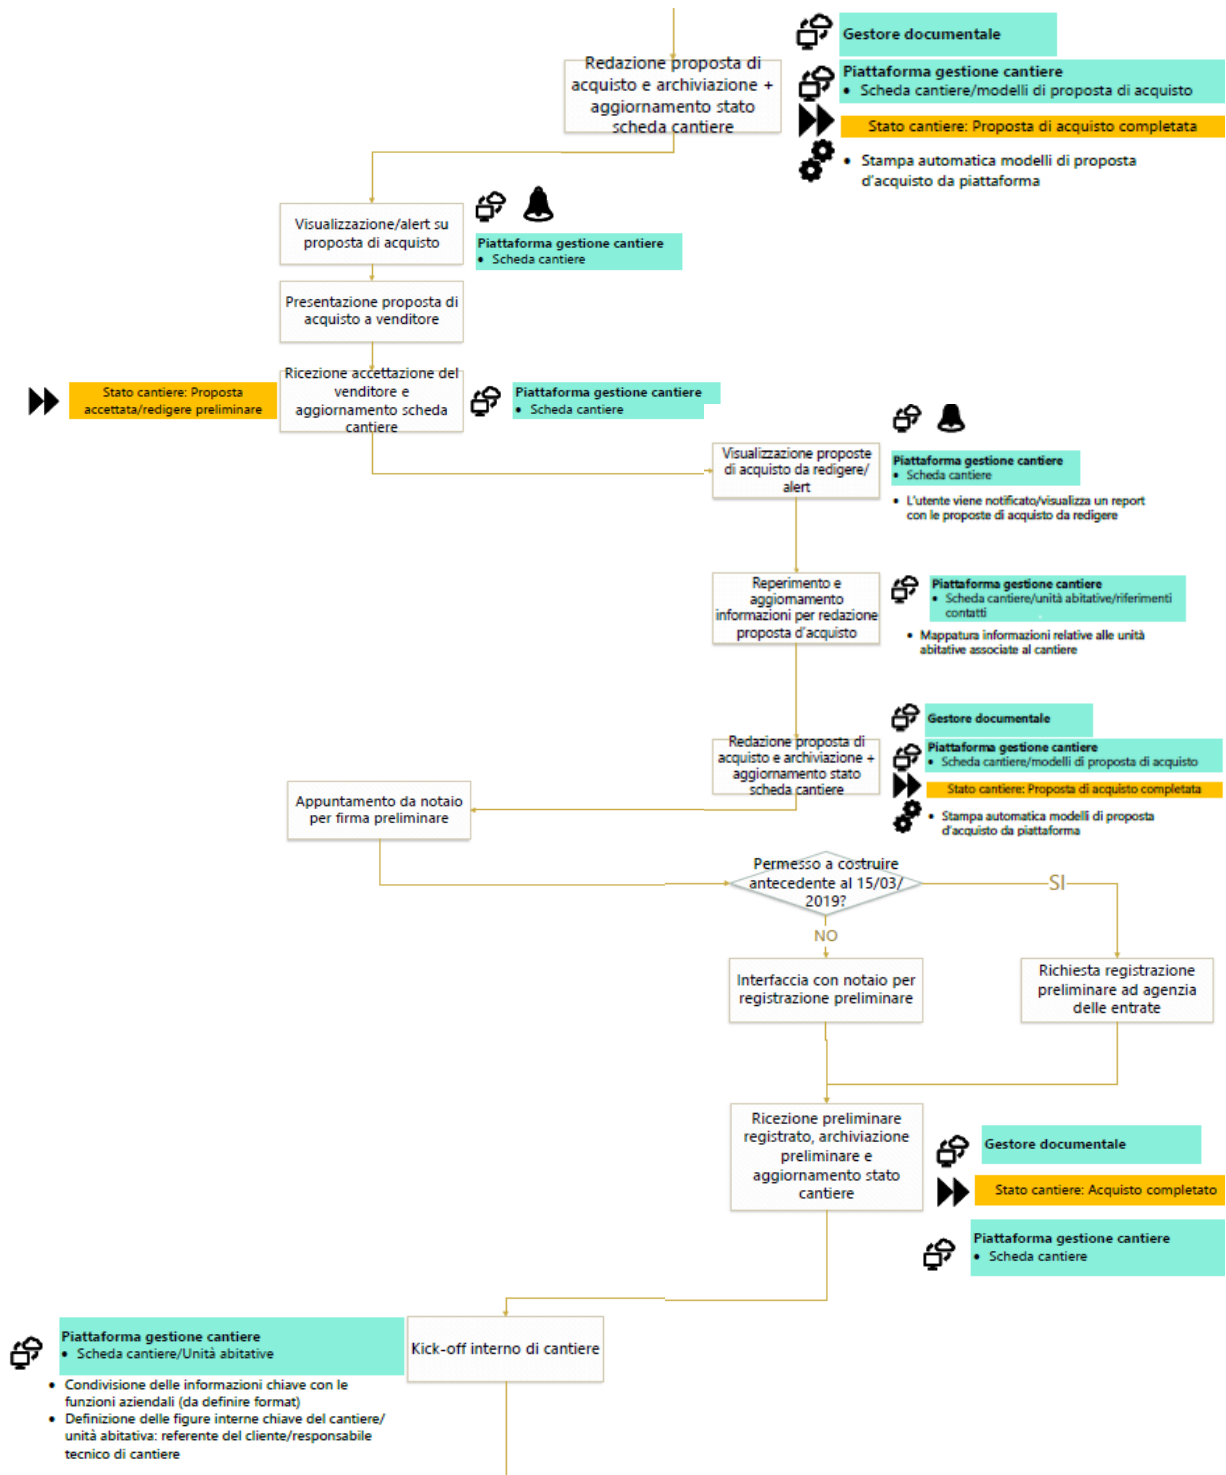 Redazione proposta di
acquisto e archiviazione +
aggiornamento stato
scheda cantiere
Gestore documentale
Piattaforma gestione cantiere
• Scheda cantiere/modelli di proposta di acquisto
Stato cantiere: Proposta di acquisto completata
• Stampa automatica modelli di proposta
d'acquisto da piattaforma
Visualizzazione/alert su
proposta di acquisto
Piattaforma gestione cantiere
• Scheda cantiere
Presentazione proposta di
acquisto a venditore
Stato cantiere: Proposta
accettata/redigere preliminare
Ricezione accettazione del
venditore e
aggiornamento scheda
cantiere
Piattaforma gestione cantiere
• Scheda cantiere
Visualizzazione proposte
di acquisto da redigere/
alert
Piattaforma gestione cantiere
• Scheda cantiere
• L'utente viene notificato/visualizza un report
con le proposte di acquisto da redigere
Reperimento e
aggiornamento
informazioni per redazione
proposta d'acquisto
Piattaforma gestione cantiere
• Scheda cantiere/unità abitative/riferimenti
contatti
• Mappatura informazioni relative alle unità
abitative associate al cantiere
Redazione proposta di
acquisto e archiviazione +
aggiornamento stato
scheda cantiere
Gestore documentale
Piattaforma gestione cantiere
• Scheda cantiere/modelli di proposta di acquisto
Stato cantiere: Proposta di acquisto completata
• Stampa automatica modelli di proposta
d'acquisto da piattaforma
Appuntamento da notaio
per firma preliminare
Permesso a costruire
antecedente al 15/03/
2019?
SI
NO
Interfaccia con notaio per
registrazione preliminare
Richiesta registrazione
preliminare ad agenzia
delle entrate
Ricezione preliminare
registrato, archiviazione
preliminare e
aggiornamento stato
cantiere
Gestore documentale
Stato cantiere: Acquisto completato
Piattaforma gestione cantiere
• Scheda cantiere
Kick-off interno di cantiere
Piattaforma gestione cantiere
• Scheda cantiere/Unità abitative
• Condivisione delle informazioni chiave con le
funzioni aziendali (da definire format)
• Definizione delle figure interne chiave del cantiere/
unità abitativa: referente del cliente/responsabile
tecnico di cantiere